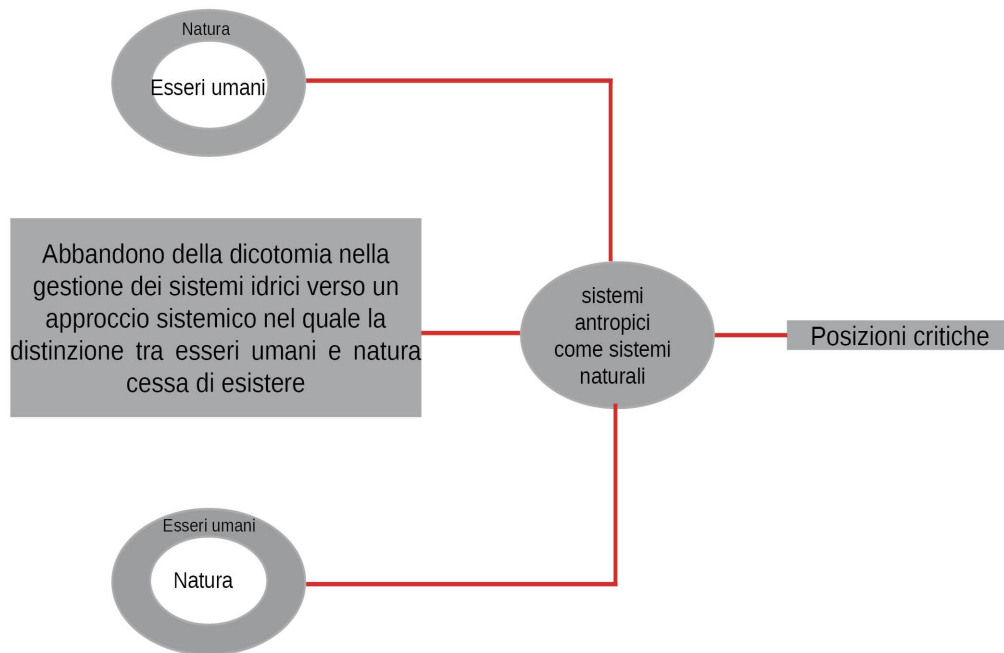 Natura
Esseri umani
Abbandono della dicotomia nella
gestione dei sistemi idrici verso un
approccio sistemico nel quale la
distinzione tra esseri umani e natura
cessa di esistere
sistemi
antropici
come sistemi
naturali
Posizioni critiche
Esseri umani
Natura